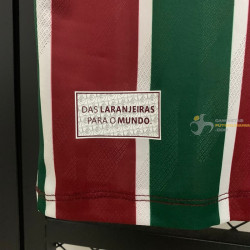 DAS LARANJEIRAS
PARA O MUNDO.